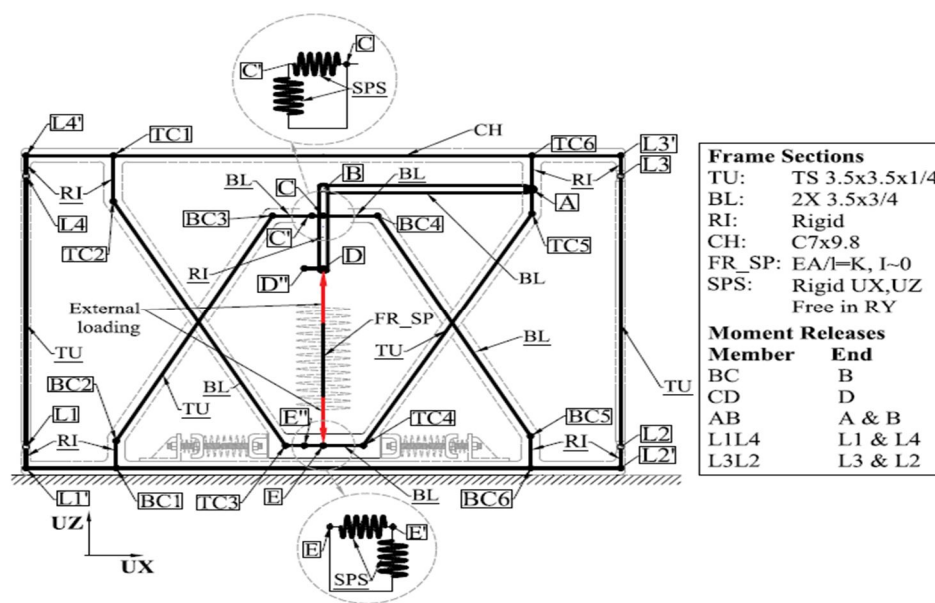 C
C'
SPS
L4'
TC1
CH
TC6
L3'
RI
BL
C
B
BL
RI
L3
L4
BC3
BC4
A
TC2
C'
TC5
RI
D
BL
D"
External
loading
FR_SP
TU
TU
BL
TU
BC2
BL
TU
E"
TC4
BC5
L1
RI
RI
L2
L1'
BC1
TC3
E
BL
BC6
L2'
UZ
UX
E
E'
SPS
Frame Sections
TU: TS 3.5x3.5x1/4
BL: 2X 3.5x3/4
RI: Rigid
CH: C7x9.8
FR_SP: EA/l=K, I~0
SPS: Rigid UX,UZ
Free in RY
Moment Releases
Member End
BC B
CD D
AB A & B
L1L4 L1 & L4
L3L2 L3 & L2